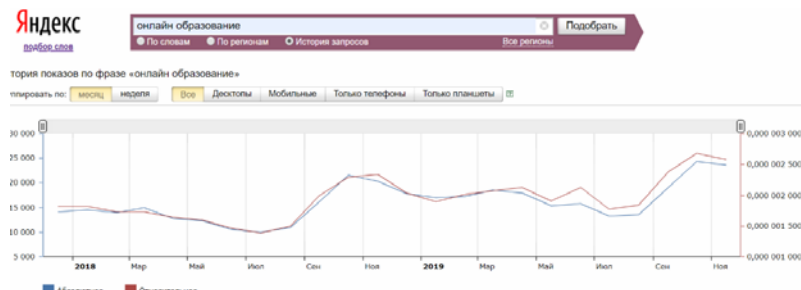 Яндекс
подбор слов
онлайн образование
Подобрать
По словам По регионам История запросов Все регионы
тория показов по фразе «онлайн образование»
ппировать по: месяц неделя Все Десктопы Мобильные Только телефоны Только планшеты
30 000 0,000 003 000
25 000 0,000 002 500
20 000 0,000 002 000
15 000 0,000 001 500
10 000
5 000 0,000 001 000
2018 Мар Май Июл Сен Ноя 2019 Мар Май Июл Сен Ноя